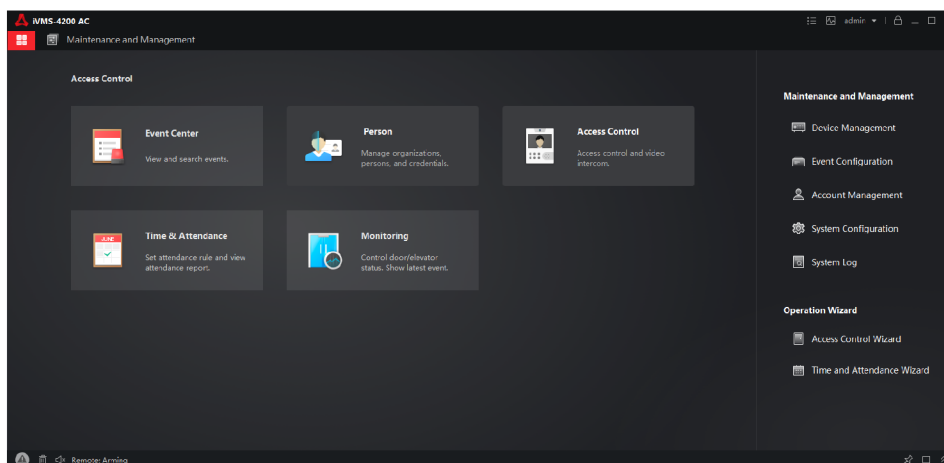 iVMS-4200 AC
admin
Maintenance and Management
Access Control
Event Center
View and search events.
Person
Manage organizations,
persons, and credentials.
Access Control
Access control and video
intercom.
JUNE
Time & Attendance
Set attendance rule and view
attendance report.
Monitoring
Control door/elevator
status. Show latest event.
Maintenance and Management
Device Management
Event Configuration
Account Management
System Configuration
System Log
Operation Wizard
Access Control Wizard
Time and Attendance Wizard
Remote: Arming